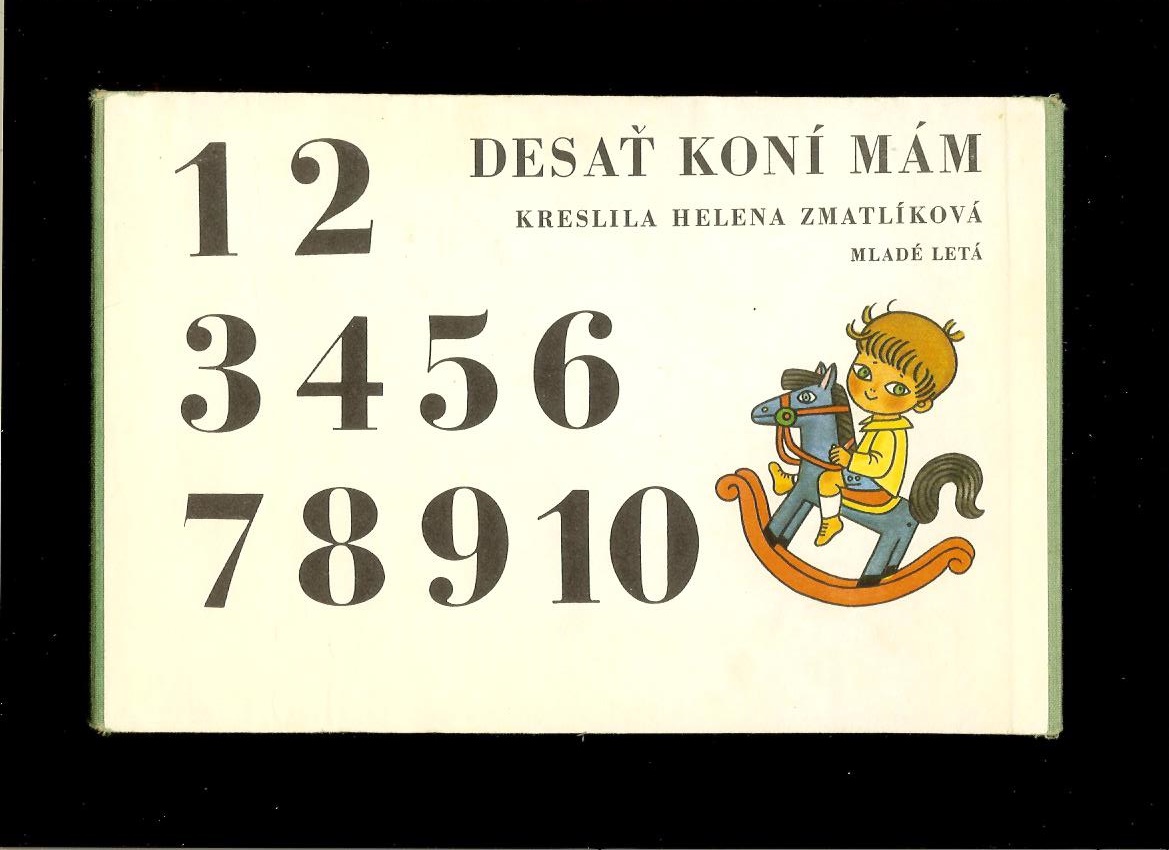 1 2
DESAŤ KONÍ MÁM
KRESLILA HELENA ZMATLÍKOVÁ
MLADÉ LETÁ
3 4 5 6
7 8 9 10